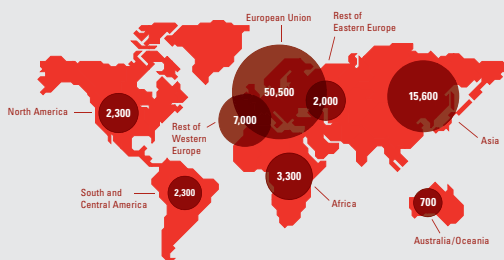 European Union
Rest of
Eastern Europe
50,500
2,000
15,600
North America
2,300
7,000
Rest of
Western
Europe
Asia
3,300
South and
Central America
2,300
Africa
700
Australia/Oceania